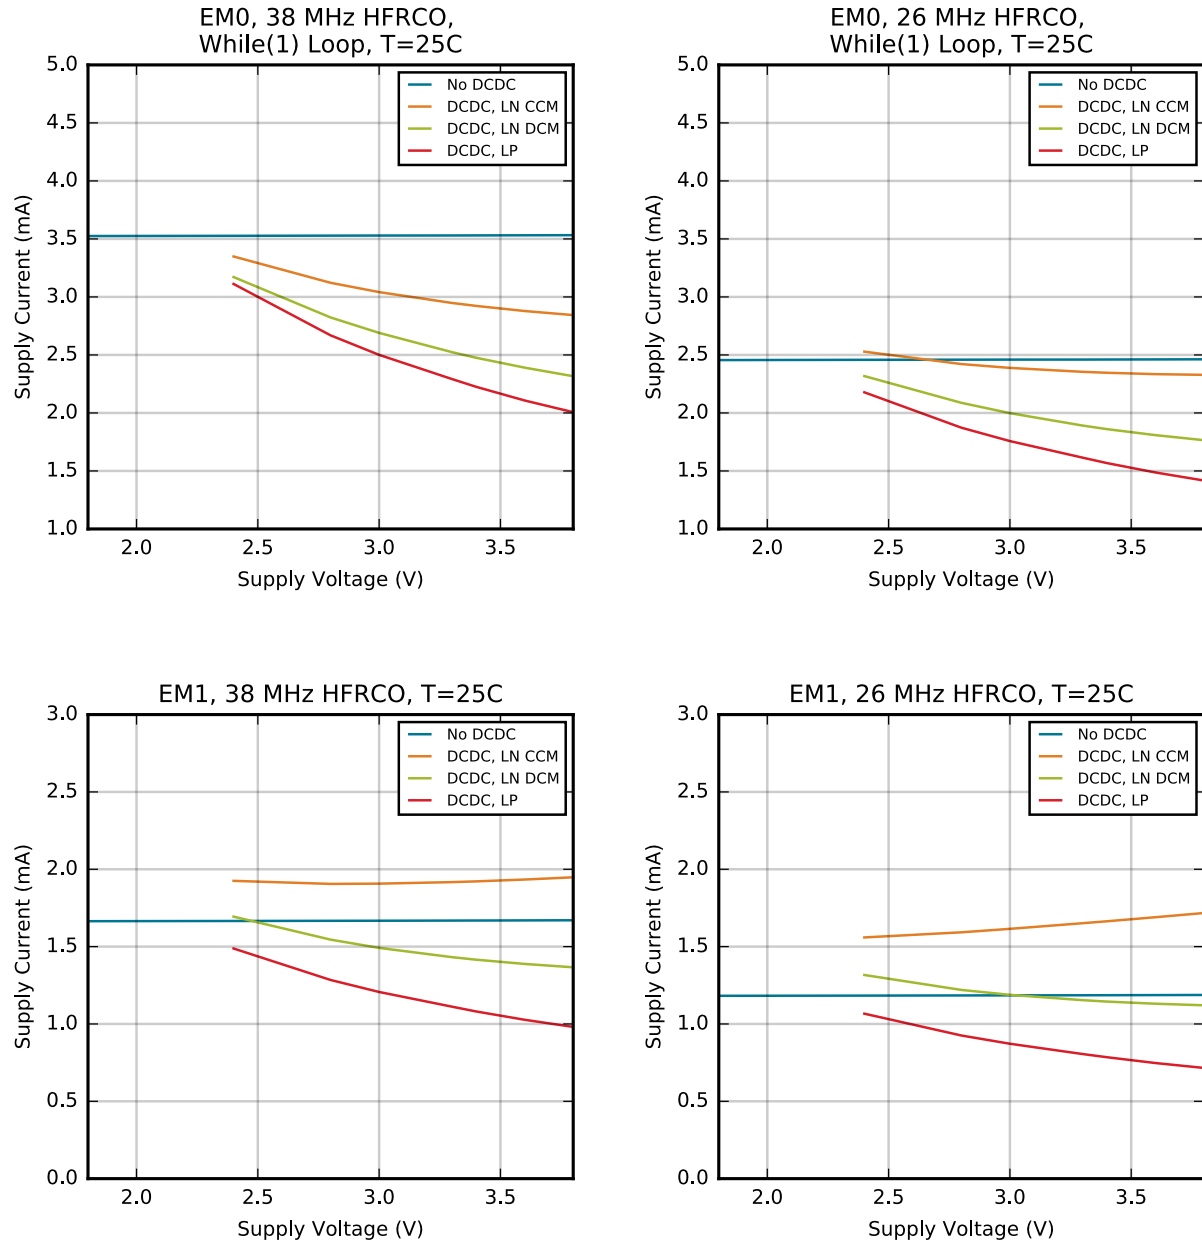 EM0, 38 MHz HFRCO,
While(1) Loop, T=25C
5.0
4.5
4.0
3.5
3.0
2.5
2.0
1.5
1.0
Supply Current (mA)
No DCDC
DCDC, LN CCM
DCDC, LN DCM
DCDC, LP
2.0 2.5 3.0 3.5
Supply Voltage (V)
EM0, 26 MHz HFRCO,
While(1) Loop, T=25C
5.0
4.5
4.0
3.5
3.0
2.5
2.0
1.5
1.0
Supply Current (mA)
No DCDC
DCDC, LN CCM
DCDC, LN DCM
DCDC, LP
2.0 2.5 3.0 3.5
Supply Voltage (V)
EM1, 38 MHz HFRCO, T=25C
3.0
2.5
2.0
1.5
1.0
0.5
0.0
Supply Current (mA)
No DCDC
DCDC, LN CCM
DCDC, LN DCM
DCDC, LP
2.0 2.5 3.0 3.5
Supply Voltage (V)
EM1, 26 MHz HFRCO, T=25C
3.0
2.5
2.0
1.5
1.0
0.5
0.0
Supply Current (mA)
No DCDC
DCDC, LN CCM
DCDC, LN DCM
DCDC, LP
2.0 2.5 3.0 3.5
Supply Voltage (V)